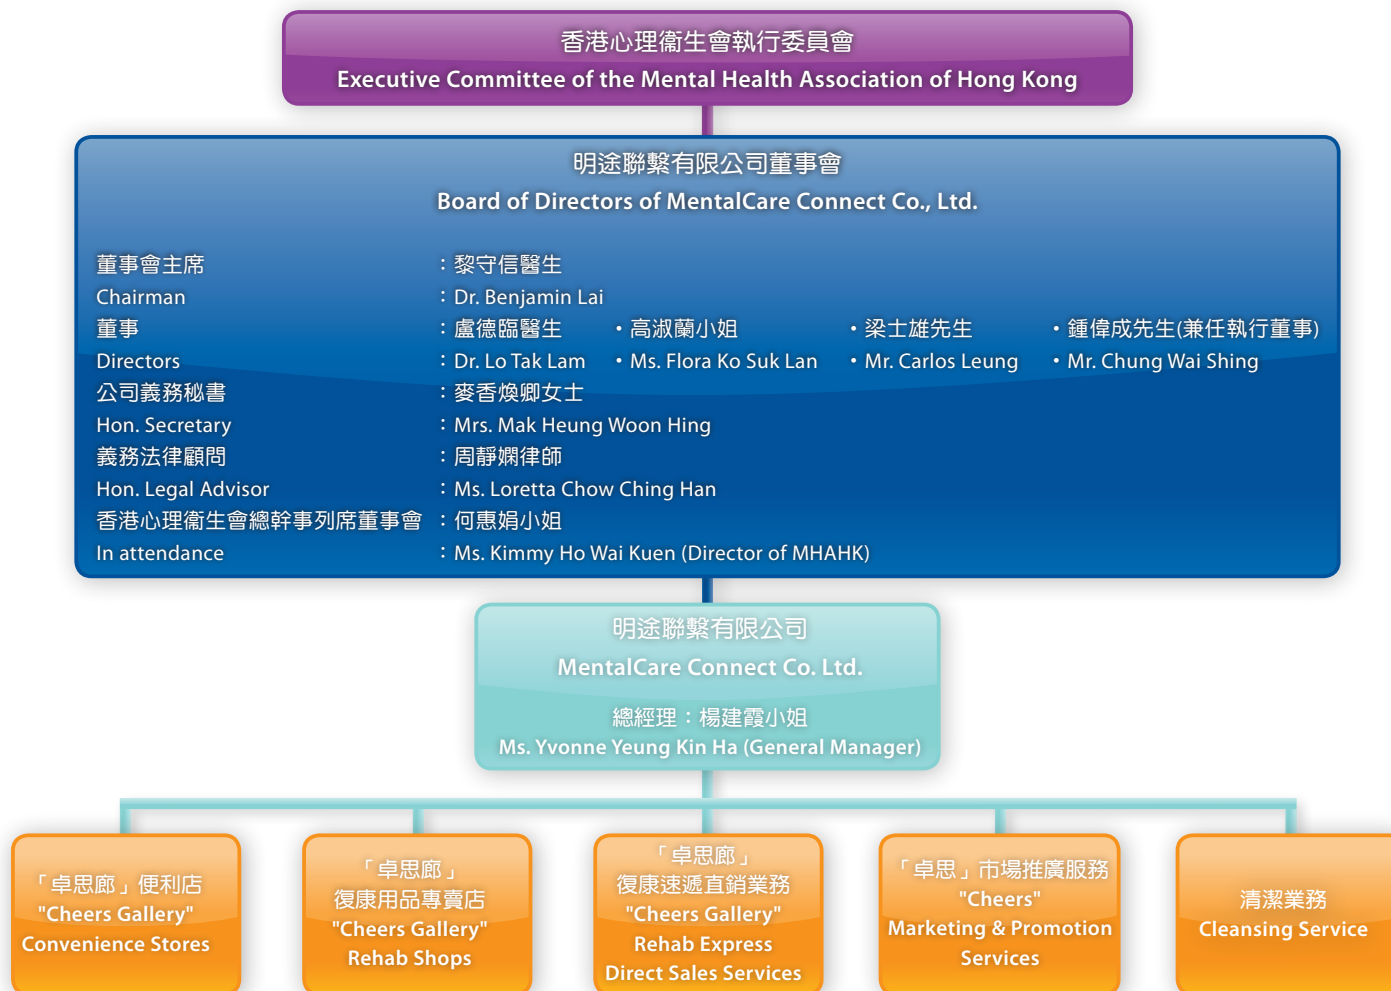 香港心理衞生會執行委員會
Executive Committee of the Mental Health Association of Hong Kong
明途聯繫有限公司董事會
Board of Directors of MentalCare Connect Co., Ltd.
董事會主席 : 黎守信醫生
Chairman : Dr. Benjamin Lai
董事 : 盧德臨醫生 • 高淑蘭小姐 • 梁士雄先生 • 鍾偉成先生(兼任執行董事)
Directors : Dr. Lo Tak Lam • Ms. Flora Ko Suk Lan • Mr. Carlos Leung • Mr. Chung Wai Shing
公司義務秘書 : 麥香煥卿女士
Hon. Secretary : Mrs. Mak Heung Woon Hing
義務法律顧問 : 周靜嫻律師
Hon. Legal Advisor : Ms. Loretta Chow Ching Han
香港心理衞生會總幹事列席董事會 : 何惠娟小姐
In attendance : Ms. Kimmy Ho Wai Kuen (Director of MHAHK)
明途聯繫有限公司
MentalCare Connect Co. Ltd.
總經理：楊建霞小姐
Ms. Yvonne Yeung Kin Ha (General Manager)
「卓思廊」便利店
"Cheers Gallery"
Convenience Stores
「卓思廊」
復康用品專賣店
"Cheers Gallery"
Rehab Shops
「卓思廊」
復康速遞直銷業務
"Cheers Gallery"
Rehab Express
Direct Sales Services
「卓思」市場推廣服務
"Cheers"
Marketing & Promotion
Services
清潔業務
Cleansing Service